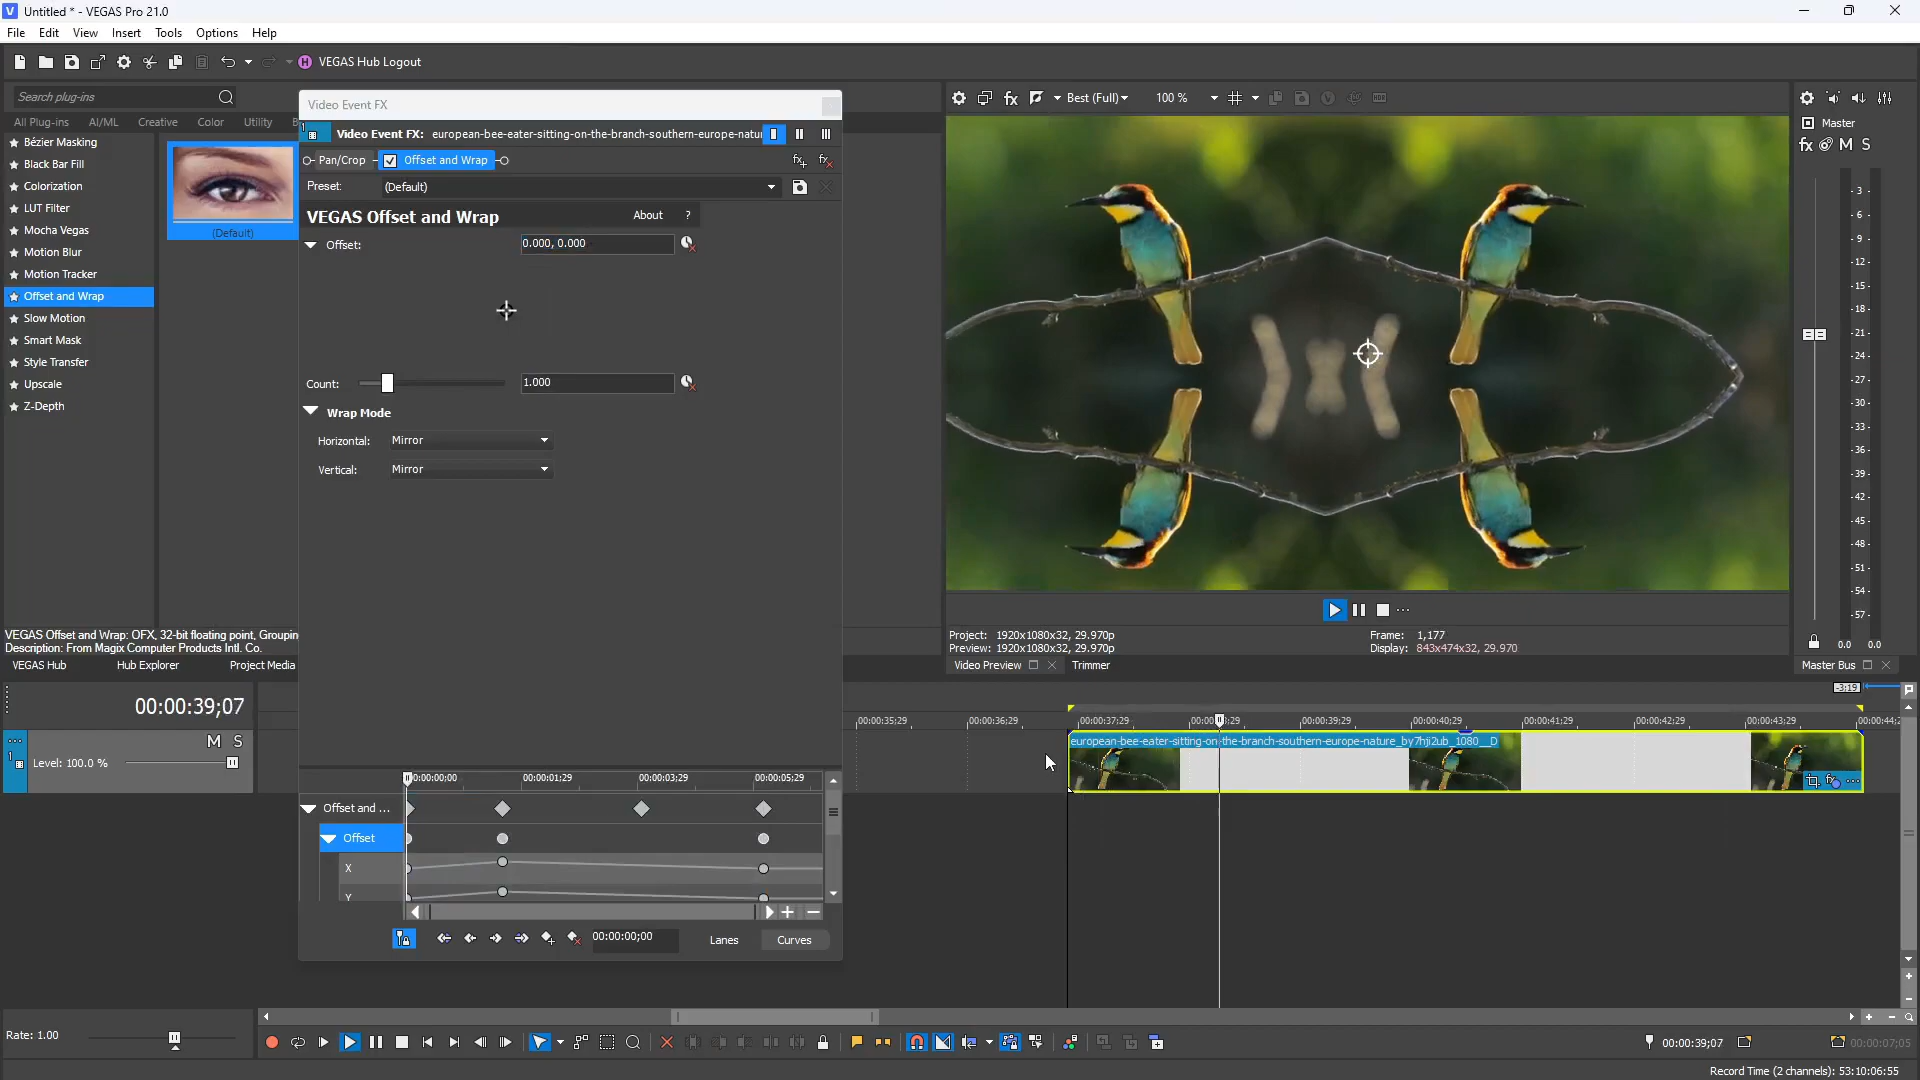 Untitled * - VEGAS Pro 21.0
File Edit View Insert Tools Options Help
VEGAS Hub Logout
Search plug-ins
All Plug-ins AI/ML Creative Color Utility
Bézier Masking
Black Bar Fill
Colorization
LUT Filter
Mocha Vegas
Motion Blur
Motion Tracker
Offset and Wrap
Slow Motion
Smart Mask
Style Transfer
Upscale
Z-Depth
(Default)
VEGAS Offset and Wrap: OFX, 32-bit floating point, Groupin
Description: From Magix Computer Products Intl. Co.
VEGAS Hub Hub Explorer Project Media
Video Event FX
Video Event FX: european-bee-eater-sitting-on-the-branch-southern-europe-natu
Pan/Crop Offset and Wrap
Preset: (Default)
VEGAS Offset and Wrap About ?
Offset: 0.000, 0.000
Count: 1.000
Wrap Mode
Horizontal: Mirror
Vertical: Mirror
00:00:00:00 00:00:01:29 00:00:03:29 00:00:05:29
Offset and ...
Offset
X
Y
00:00:00;00 Lanes Curves
Best (Full) 100 %
Project: 1920x1080x32, 29.970p
Preview: 1920x1080x32, 29.970p
Frame: 1,177
Display: 843x474x32, 29.970
Video Preview Trimmer
Master
fx M S
-3-
-6-
-9-
-12-
-15-
-18-
-21-
-24-
-27-
-30-
-33-
-36-
-39-
-42-
-45-
-48-
-51-
-54-
-57-
0.0 0.0
Master Bus
00:00:39;07
M S
Level: 100.0 %
-3;19
00:00:35;29 00:00:36;29 00:00:37;29 00:00:39;29 00:00:40;29 00:00:41;29 00:00:42;29 00:00:43;29
european-bee-eater-sitting-on-the-branch-southern-europe-nature_by7hji2ub_1080__D
Rate: 1.00
00:00:39;07 00:00:07;05
Record Time (2 channels): 53:10:06:55